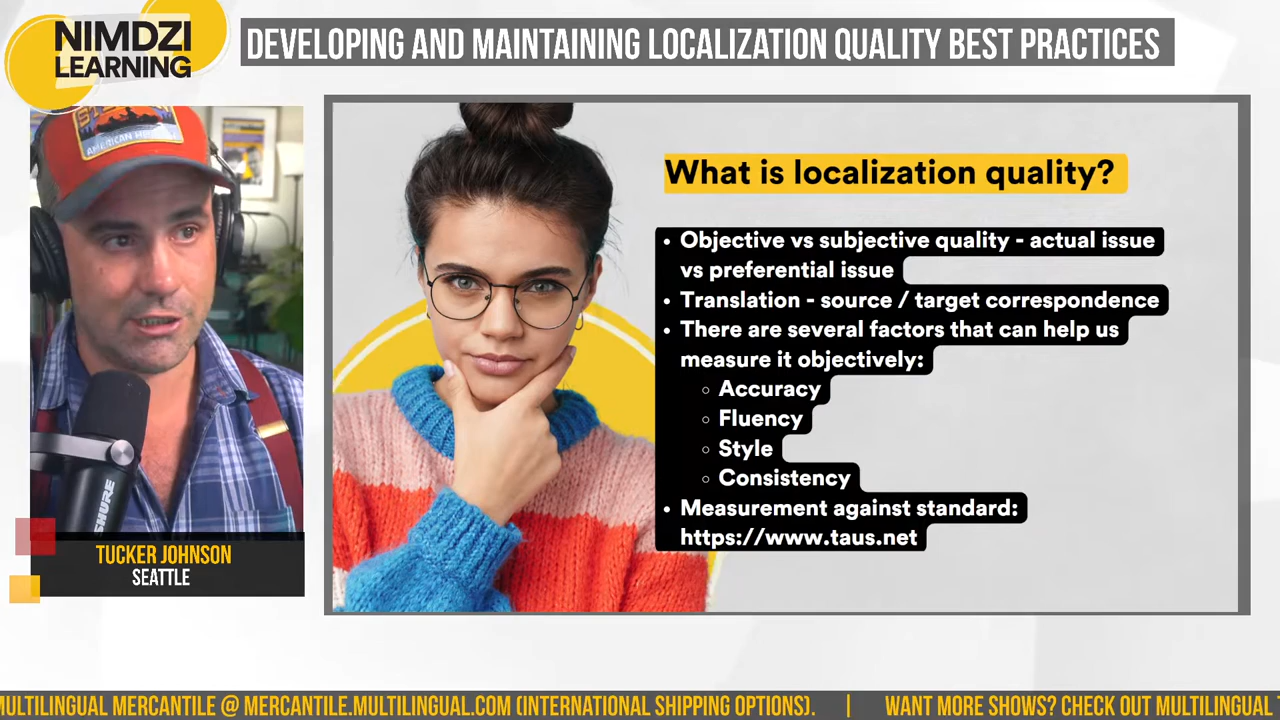 NIMDZI
LEARNING
DEVELOPING AND MAINTAINING LOCALIZATION QUALITY BEST PRACTICES
AMERICAN
SHURE
TUCKER JOHNSON
SEATTLE
What is localization quality?
• Objective vs subjective quality - actual issue
vs preferential issue
• Translation - source / target correspondence
• There are several factors that can help us
measure it objectively:
◦ Accuracy
◦ Fluency
◦ Style
◦ Consistency
• Measurement against standard:
https://www.taus.net
MULTILINGUAL MERCANTILE @ MERCANTILE.MULTILINGUAL.COM (INTERNATIONAL SHIPPING OPTIONS). | WANT MORE SHOWS? CHECK OUT MULTILINGUAL